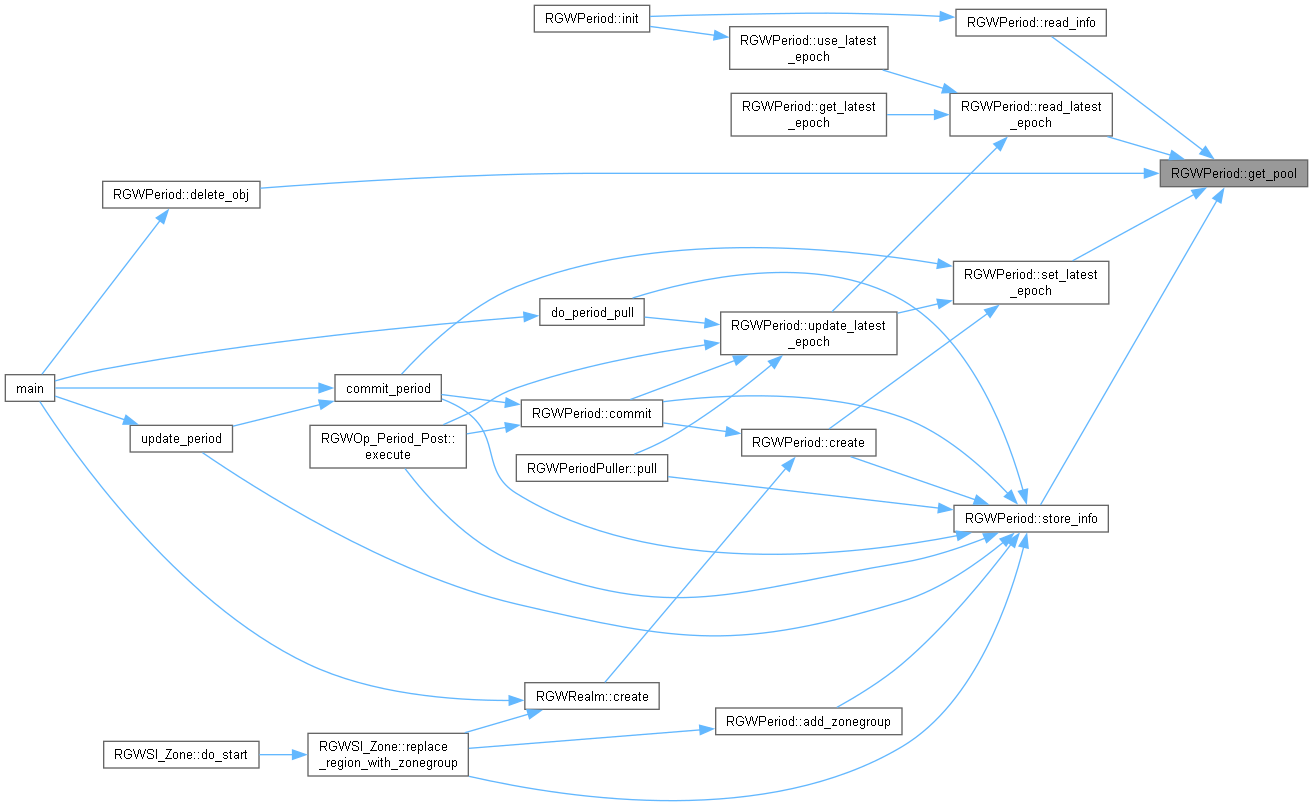 RGWPeriod::init
RGWPeriod::read_info
RGWPeriod::use_latest
_epoch
RGWPeriod::get_latest
_epoch
RGWPeriod::read_latest
_epoch
RGWPeriod::get_pool
RGWPeriod::delete_obj
RGWPeriod::set_latest
_epoch
do_period_pull
RGWPeriod::update_latest
_epoch
main
commit_period
RGWPeriod::commit
update_period
RGWOp_Period_Post::
execute
RGWPeriod::create
RGWPeriodPuller::pull
RGWPeriod::store_info
RGWRealm::create
RGWPeriod::add_zonegroup
RGWSI_Zone::do_start
RGWSI_Zone::replace
_region_with_zonegroup